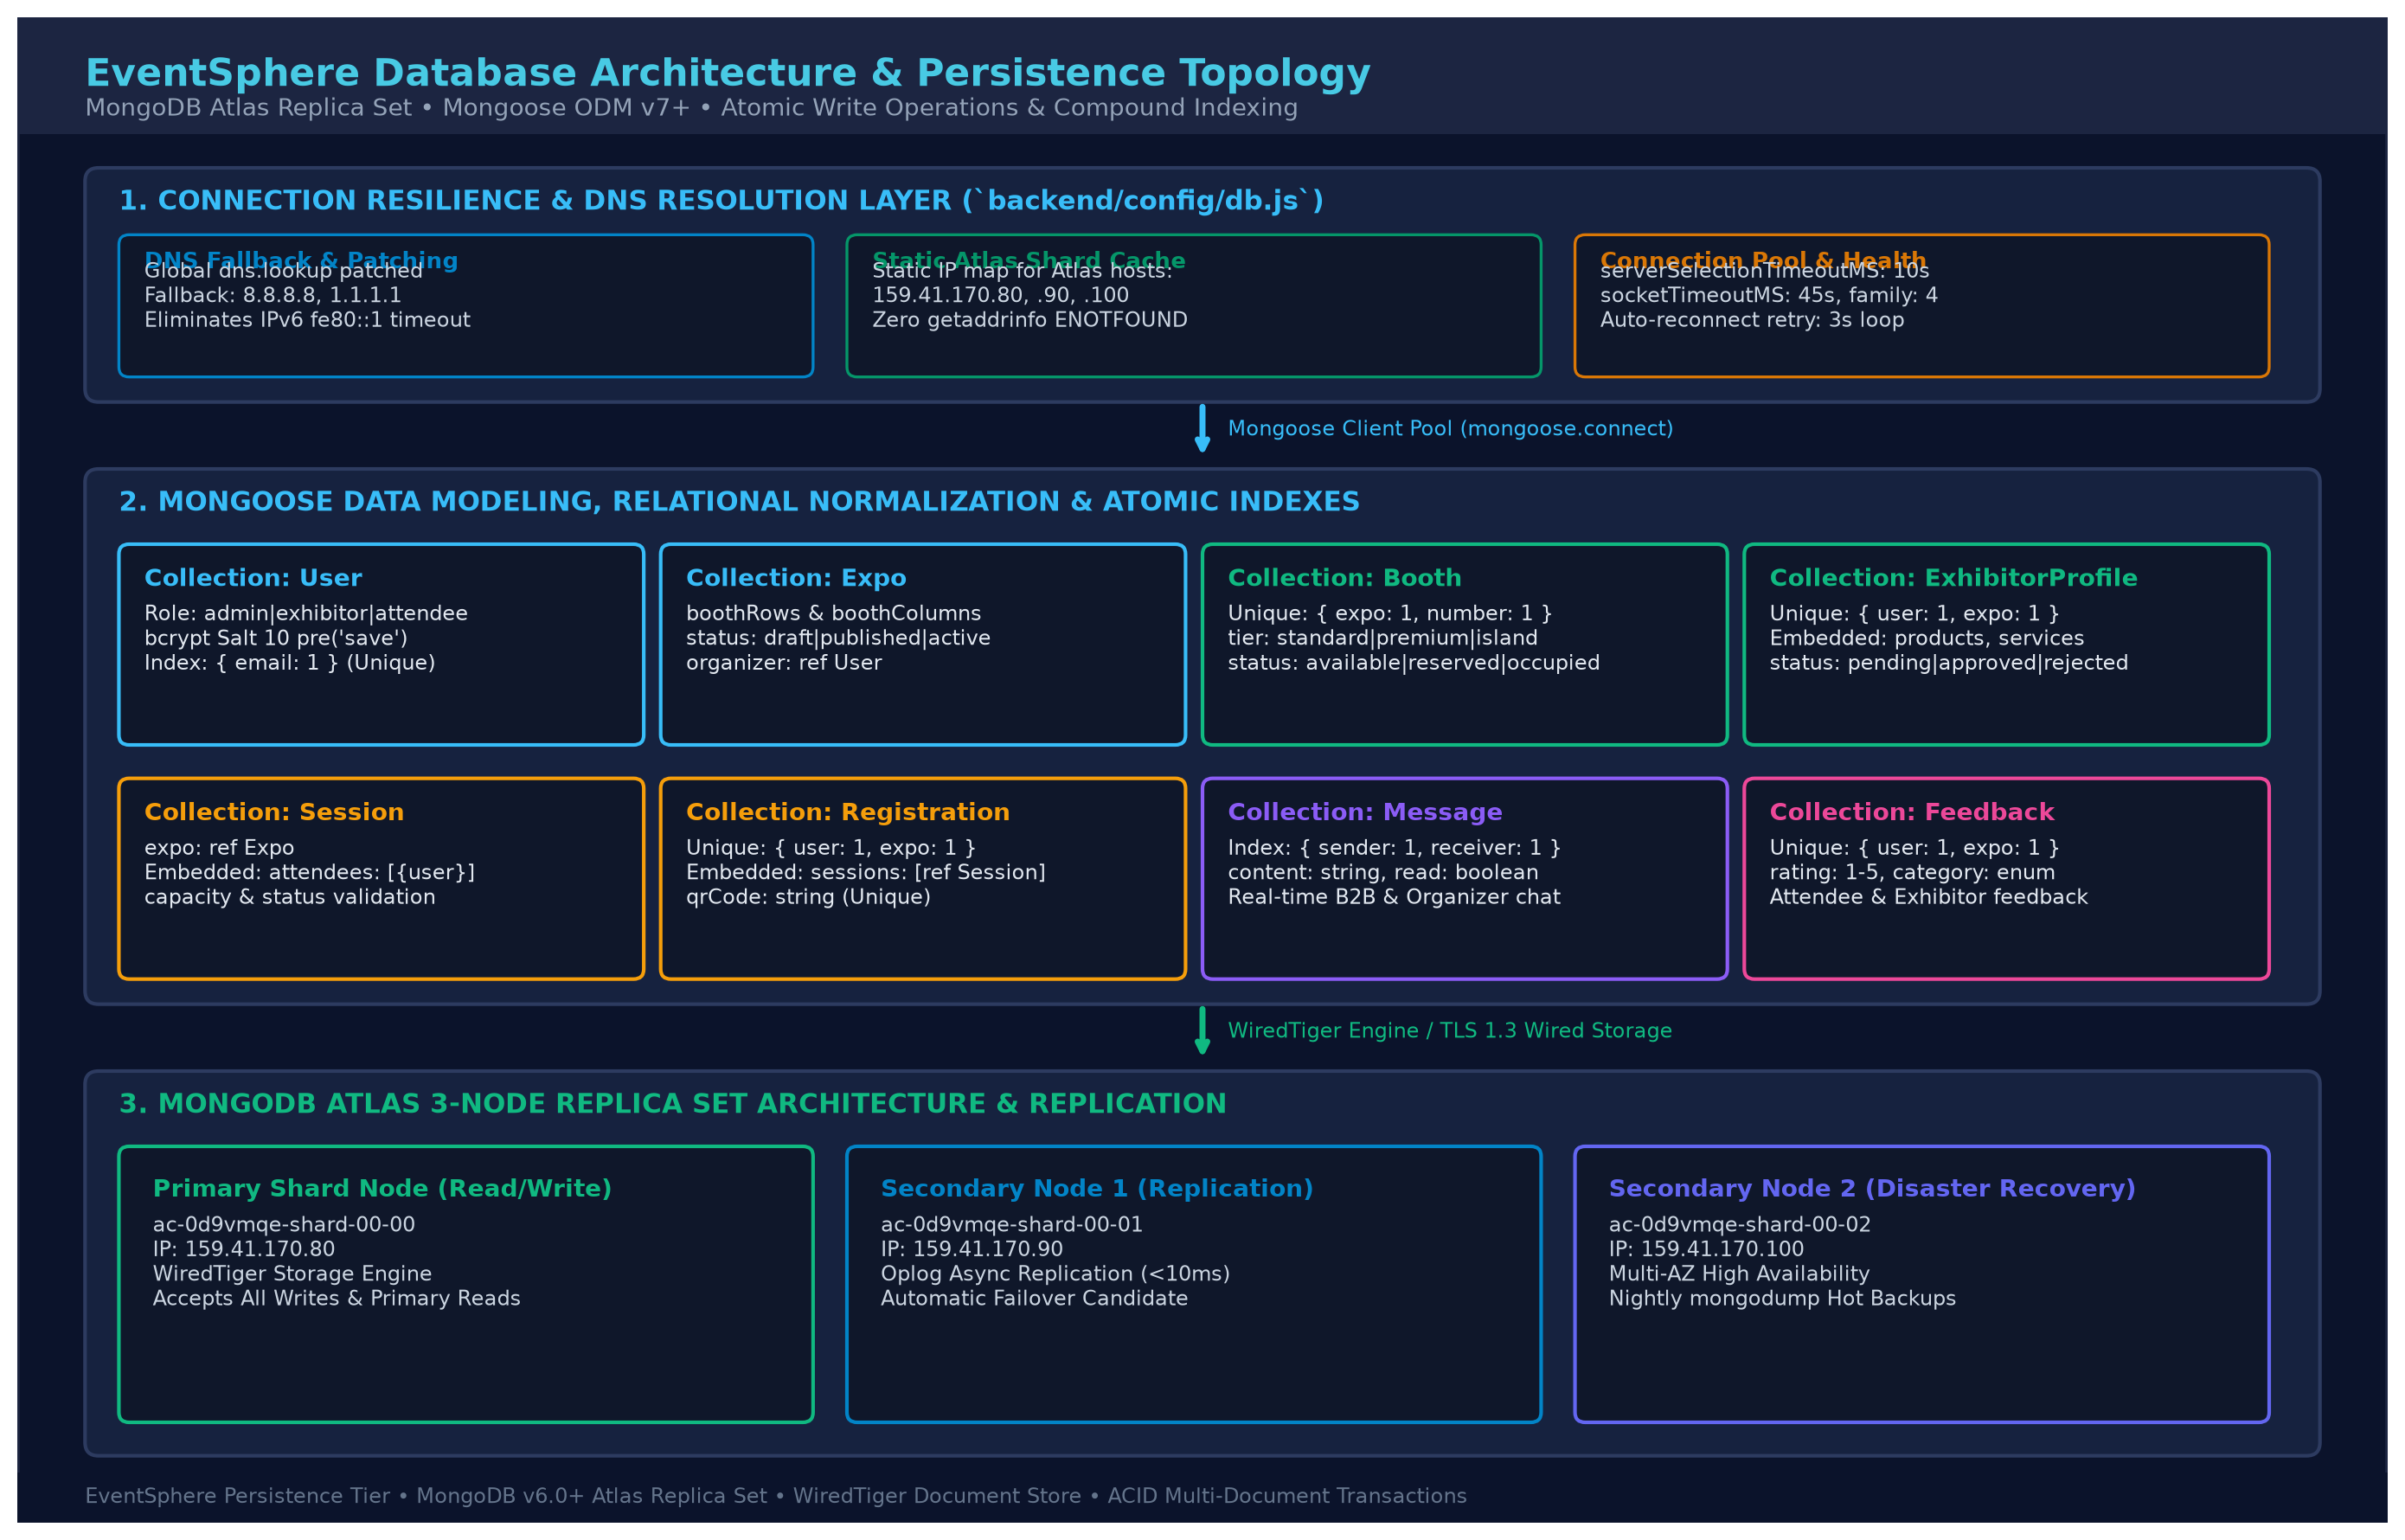 EventSphere Database Architecture & Persistence Topology
MongoDB Atlas Replica Set • Mongoose ODM v7+ • Atomic Write Operations & Compound Indexing
1. CONNECTION RESILIENCE & DNS RESOLUTION LAYER (`backend/config/db.js`)
DNS Fallback & Patching
Global dns.lookup patched
Fallback: 8.8.8.8, 1.1.1.1
Eliminates IPv6 fe80::1 timeout
Static Atlas Shard Cache
Static IP map for Atlas hosts:
159.41.170.80, .90, .100
Zero getaddrinfo ENOTFOUND
Connection Pool & Health
serverSelectionTimeoutMS: 10s
socketTimeoutMS: 45s, family: 4
Auto-reconnect retry: 3s loop
Mongoose Client Pool (mongoose.connect)
2. MONGOOSE DATA MODELING, RELATIONAL NORMALIZATION & ATOMIC INDEXES
Collection: User
Role: admin|exhibitor|attendee
bcrypt Salt 10 pre('save')
Index: { email: 1 } (Unique)
Collection: Expo
boothRows & boothColumns
status: draft|published|active
organizer: ref User
Collection: Booth
Unique: { expo: 1, number: 1 }
tier: standard|premium|island
status: available|reserved|occupied
Collection: ExhibitorProfile
Unique: { user: 1, expo: 1 }
Embedded: products, services
status: pending|approved|rejected
Collection: Session
expo: ref Expo
Embedded: attendees: [{user}]
capacity & status validation
Collection: Registration
Unique: { user: 1, expo: 1 }
Embedded: sessions: [ref Session]
qrCode: string (Unique)
Collection: Message
Index: { sender: 1, receiver: 1 }
content: string, read: boolean
Real-time B2B & Organizer chat
Collection: Feedback
Unique: { user: 1, expo: 1 }
rating: 1-5, category: enum
Attendee & Exhibitor feedback
WiredTiger Engine / TLS 1.3 Wired Storage
3. MONGODB ATLAS 3-NODE REPLICA SET ARCHITECTURE & REPLICATION
Primary Shard Node (Read/Write)
ac-0d9vmqe-shard-00-00
IP: 159.41.170.80
WiredTiger Storage Engine
Accepts All Writes & Primary Reads
Secondary Node 1 (Replication)
ac-0d9vmqe-shard-00-01
IP: 159.41.170.90
Oplog Async Replication (<10ms)
Automatic Failover Candidate
Secondary Node 2 (Disaster Recovery)
ac-0d9vmqe-shard-00-02
IP: 159.41.170.100
Multi-AZ High Availability
Nightly mongodump Hot Backups
EventSphere Persistence Tier • MongoDB v6.0+ Atlas Replica Set • WiredTiger Document Store • ACID Multi-Document Transactions